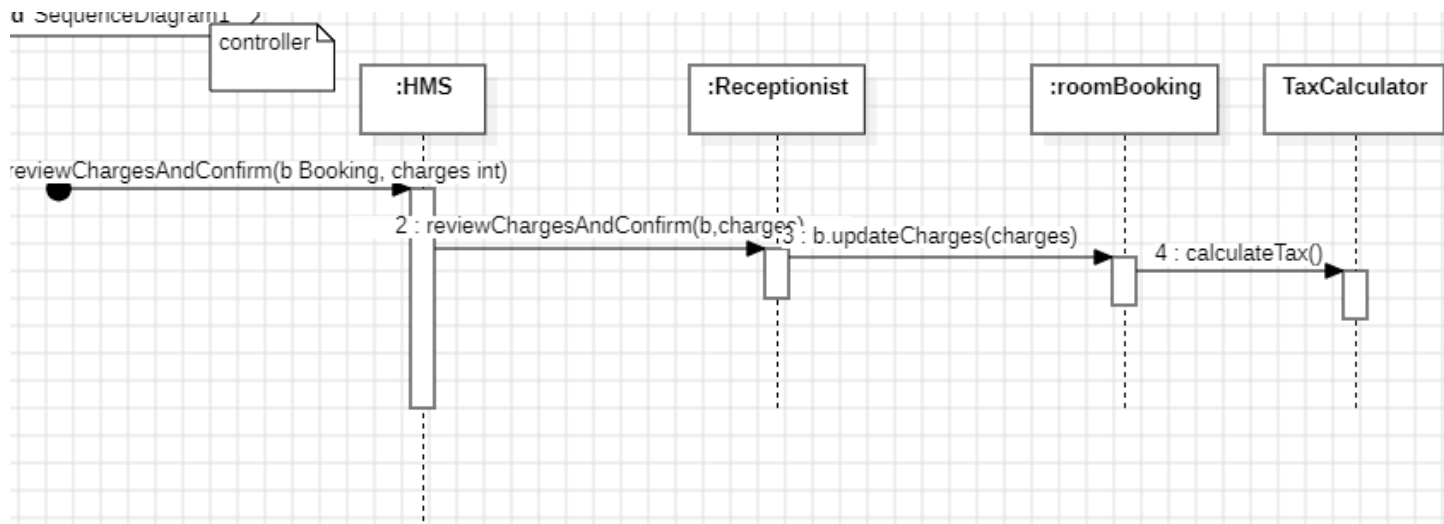 d SequenceDiagram1
controller
:HMS
:Receptionist
:roomBooking
TaxCalculator
reviewChargesAndConfirm(b Booking, charges int)
2 : reviewChargesAndConfirm(b,charges)
3 : b.updateCharges(charges)
4 : calculateTax()